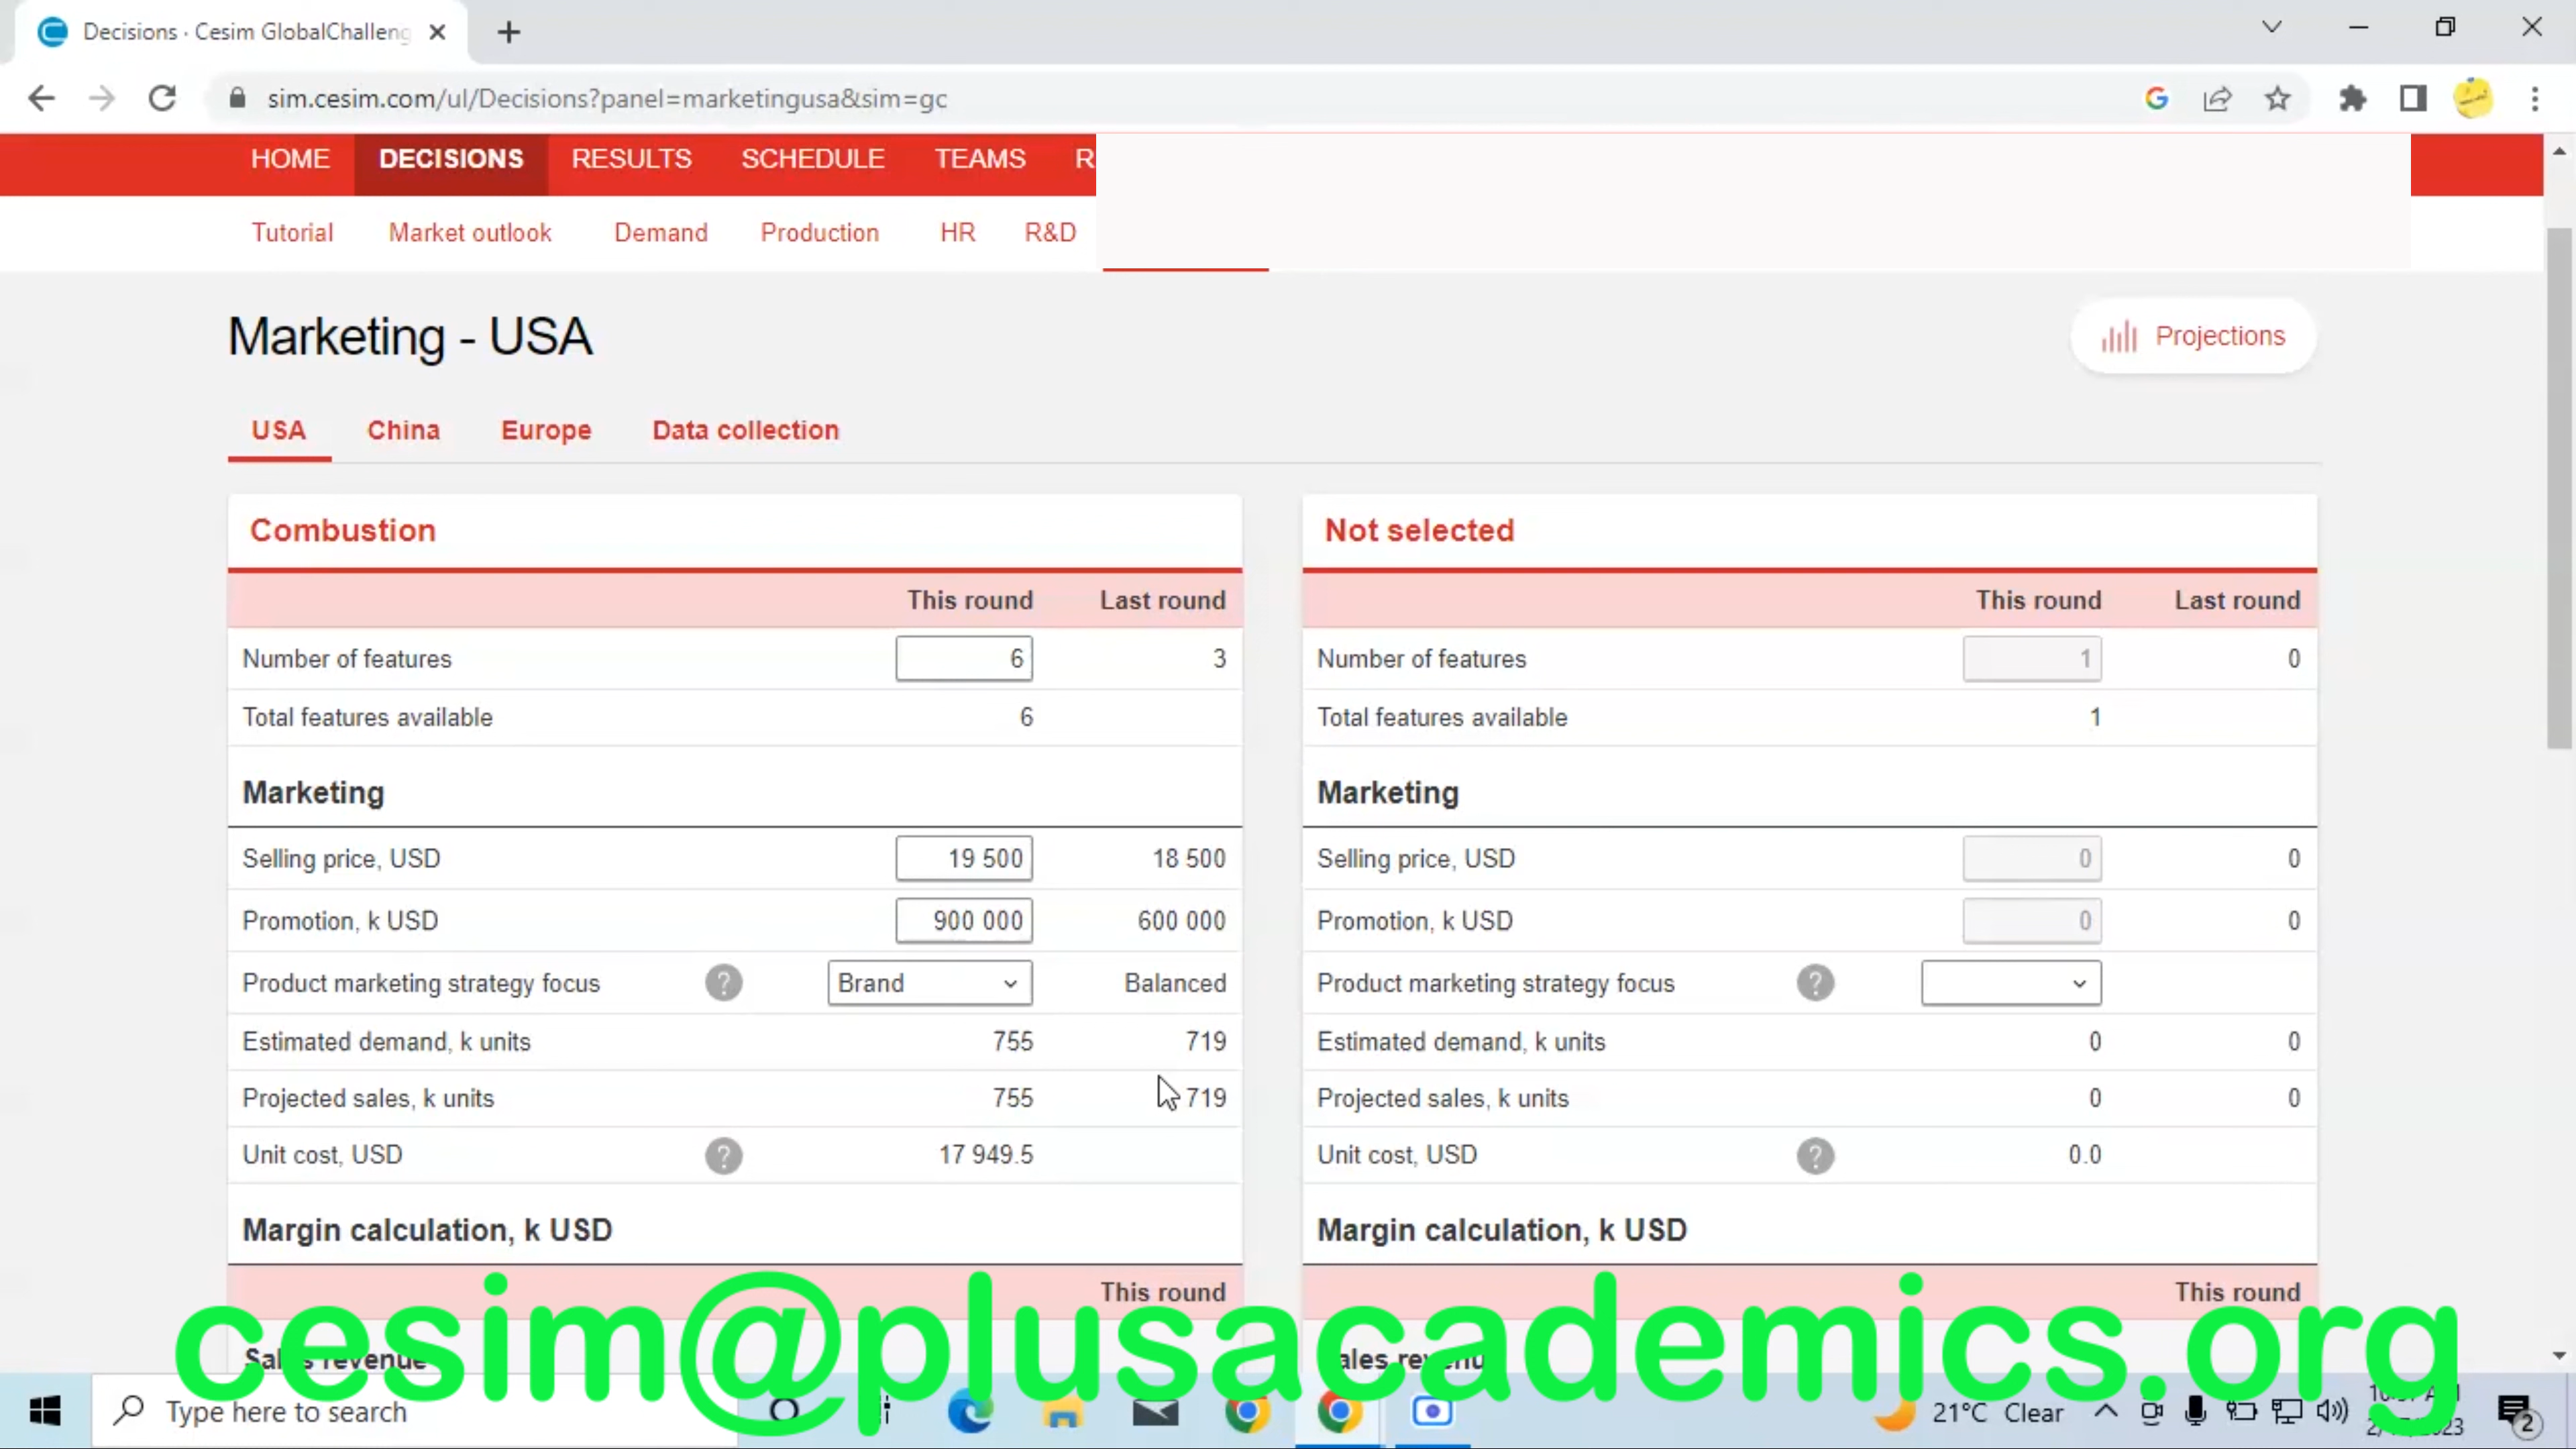 Decisions · Cesim GlobalChalleng
sim.cesim.com/ul/Decisions?panel=marketingusa&sim=gc
HOME DECISIONS RESULTS SCHEDULE TEAMS R
Tutorial Market outlook Demand Production HR R&D
Marketing - USA
Projections
USA China Europe Data collection
Combustion
This round Last round
Number of features 6 3
Total features available 6
Marketing
Selling price, USD 19 500 18 500
Promotion, k USD 900 000 600 000
Product marketing strategy focus ? Brand Balanced
Estimated demand, k units 755 719
Projected sales, k units 755 719
Unit cost, USD ? 17 949.5
Margin calculation, k USD
This round
Sales revenue
Not selected
This round Last round
Number of features 1 0
Total features available 1
Marketing
Selling price, USD 0 0
Promotion, k USD 0 0
Product marketing strategy focus ?
Estimated demand, k units 0 0
Projected sales, k units 0 0
Unit cost, USD ? 0.0
Margin calculation, k USD
This round
ales revenu
cesim@plusacademics.org
Type here to search
21°C Clear
2